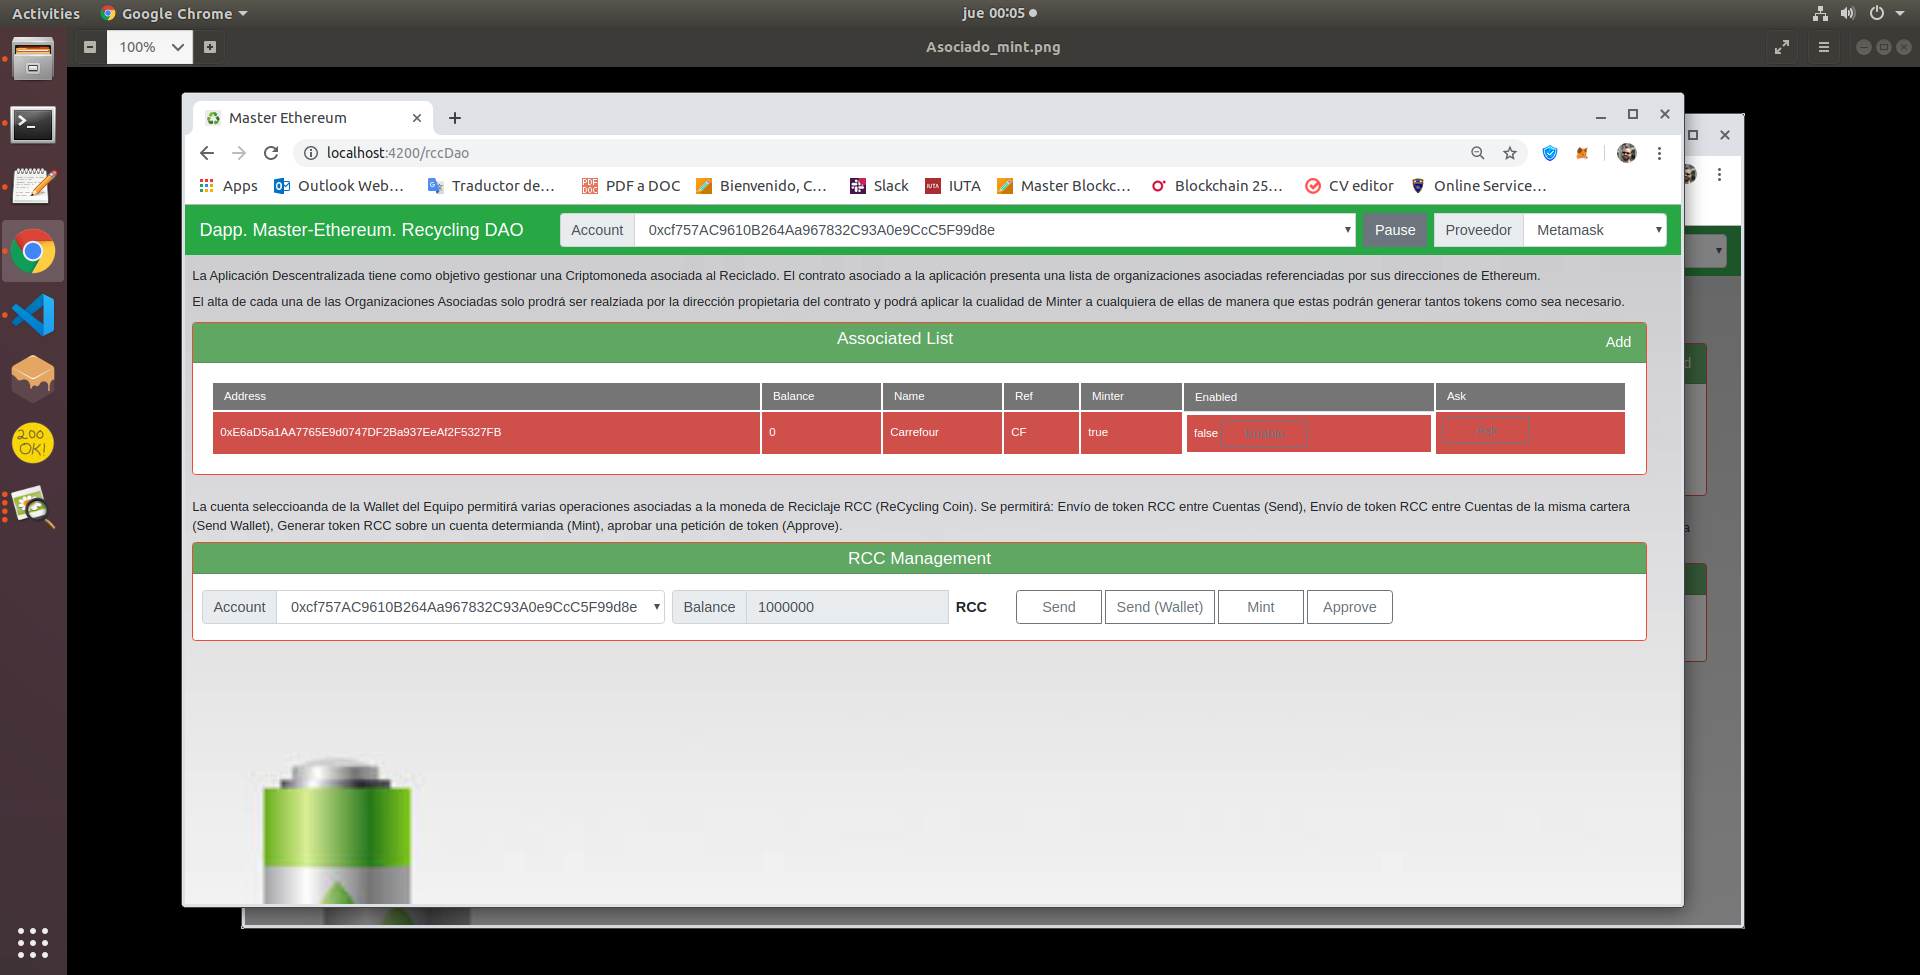 Activities
Google Chrome
jue 00:05
100%
Asociado_mint.png
Master Ethereum
localhost:4200/rccDao
Apps
Outlook Web...
Traductor de...
PDF a DOC
Bienvenido, C...
Slack
IUTA
Master Blockc...
Blockchain 25...
CV editor
Online Service...
Dapp. Master-Ethereum. Recycling DAO
Account
0xcf757AC9610B264Aa967832C93A0e9CcC5F99d8e
Pause
Proveedor
Metamask
La Aplicación Descentralizada tiene como objetivo gestionar una Criptomoneda asociada al Reciclado. El contrato asociado a la aplicación presenta una lista de organizaciones asociadas referenciadas por sus direcciones de Ethereum.
El alta de cada una de las Organizaciones Asociadas solo prodrá ser realziada por la dirección propietaria del contrato y podrá aplicar la cualidad de Minter a cualquiera de ellas de manera que estas podrán generar tantos tokens como sea necesario.
Associated List
Add
Address Balance Name Ref Minter Enabled Ask
0xE6aD5a1AA7765E9d0747DF2Ba937EeAf2F5327FB 0 Carrefour CF true false Enable Ask
La cuenta seleccioanda de la Wallet del Equipo permitirá varias operaciones asociadas a la moneda de Reciclaje RCC (ReCycling Coin). Se permitirá: Envío de token RCC entre Cuentas (Send), Envío de token RCC entre Cuentas de la misma cartera
(Send Wallet), Generar token RCC sobre un cuenta determianda (Mint), aprobar una petición de token (Approve).
RCC Management
Account
0xcf757AC9610B264Aa967832C93A0e9CcC5F99d8e
Balance
1000000
RCC
Send
Send (Wallet)
Mint
Approve
200
OK!